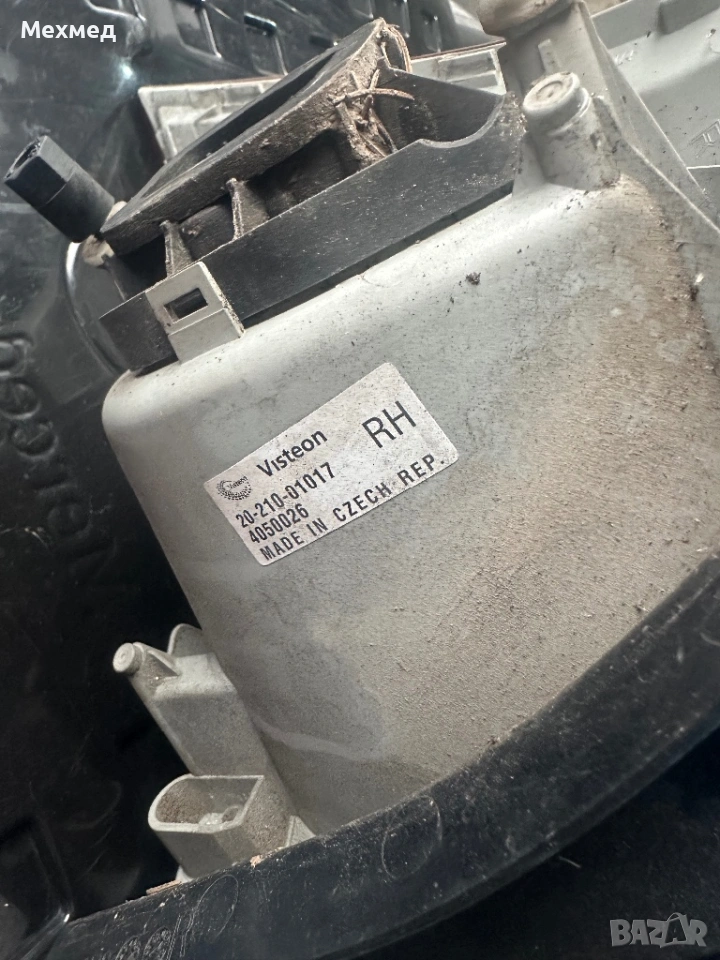 Мехмед
Visteon
RH
20-210-01017
4050026
MADE IN CZECH REP.
BAZAR